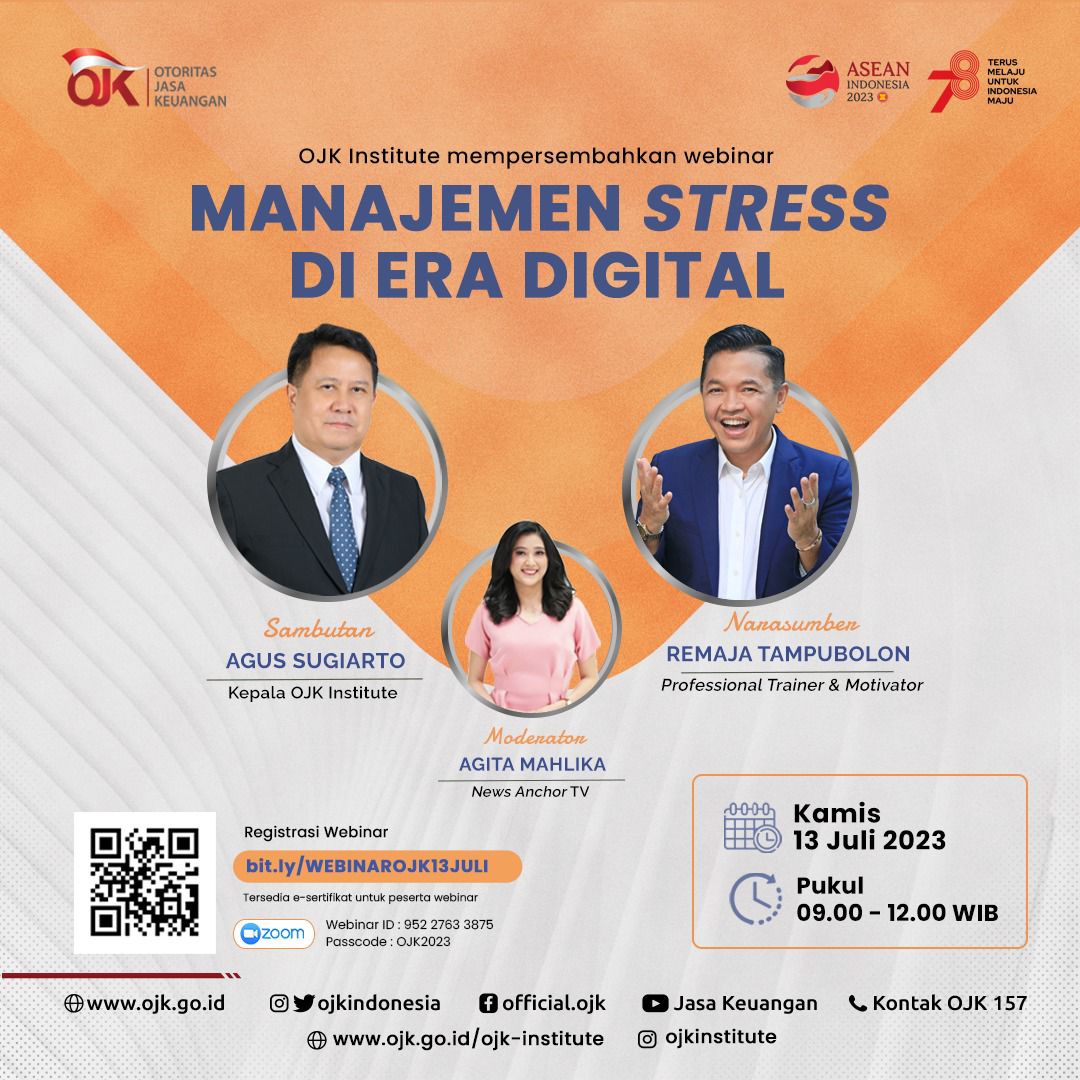 OJK
OTORITAS
JASA
KEUANGAN
ASEAN
INDONESIA
2023
78
TERUS
MELAJU
UNTUK
INDONESIA
MAJU
OJK Institute mempersembahkan webinar
MANAJEMEN STRESS
DI ERA DIGITAL
Sambutan
AGUS SUGIARTO
Kepala OJK Institute
Narasumber
REMAJA TAMPUBOLON
Professional Trainer & Motivator
Moderator
AGITA MAHLIKA
News Anchor TV
Registrasi Webinar
bit.ly/WEBINAROJK13JULI
Tersedia e-sertifikat untuk peserta webinar
zoom
Webinar ID : 952 2763 3875
Passcode : OJK2023
Kamis
13 Juli 2023
Pukul
09.00 - 12.00 WIB
www.ojk.go.id ojkindonesia official.ojk Jasa Keuangan Kontak OJK 157
www.ojk.go.id/ojk-institute ojkinstitute